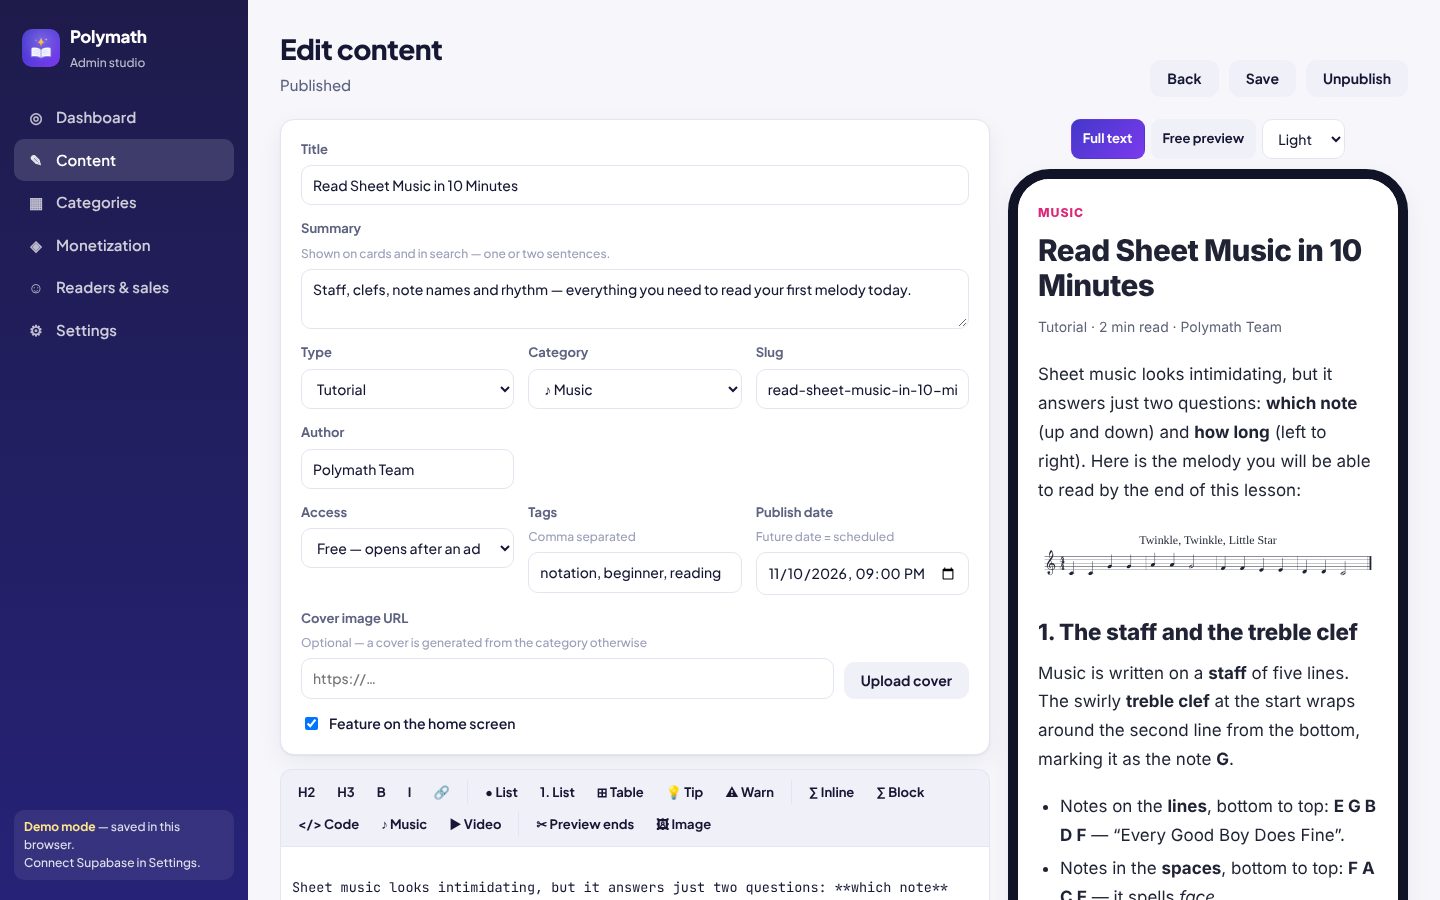 Polymath
Admin studio
◎ Dashboard
✎ Content
▦ Categories
◈ Monetization
☺ Readers & sales
⚙ Settings
Demo mode — saved in this
browser.
Connect Supabase in Settings.
Edit content
Published
Back
Save
Unpublish
Title
Read Sheet Music in 10 Minutes
Summary
Shown on cards and in search — one or two sentences.
Staff, clefs, note names and rhythm — everything you need to read your first melody today.
Type
Category
Slug
Tutorial
♪ Music
read-sheet-music-in-10-mi
Author
Polymath Team
Access
Tags
Publish date
Comma separated
Future date = scheduled
Free — opens after an ad
notation, beginner, reading
11/10/2026, 09:00 PM
Cover image URL
Optional — a cover is generated from the category otherwise
https://…
Upload cover
Feature on the home screen
H2 H3 B I 🔗 • List 1. List ⊞ Table 💡 Tip ⚠ Warn ∑ Inline ∑ Block
</> Code ♪ Music ▶ Video ✂ Preview ends 🖼 Image
Sheet music looks intimidating, but it answers just two questions: **which note**
Full text
Free preview
Light
MUSIC
Read Sheet Music in 10
Minutes
Tutorial · 2 min read · Polymath Team
Sheet music looks intimidating, but it
answers just two questions: which note
(up and down) and how long (left to
right). Here is the melody you will be able
to read by the end of this lesson:
Twinkle, Twinkle, Little Star
1. The staff and the treble clef
Music is written on a staff of five lines.
The swirly treble clef at the start wraps
around the second line from the bottom,
marking it as the note G.
• Notes on the lines, bottom to top: E G B
D F — “Every Good Boy Does Fine”.
• Notes in the spaces, bottom to top: F A
C E — it spells face